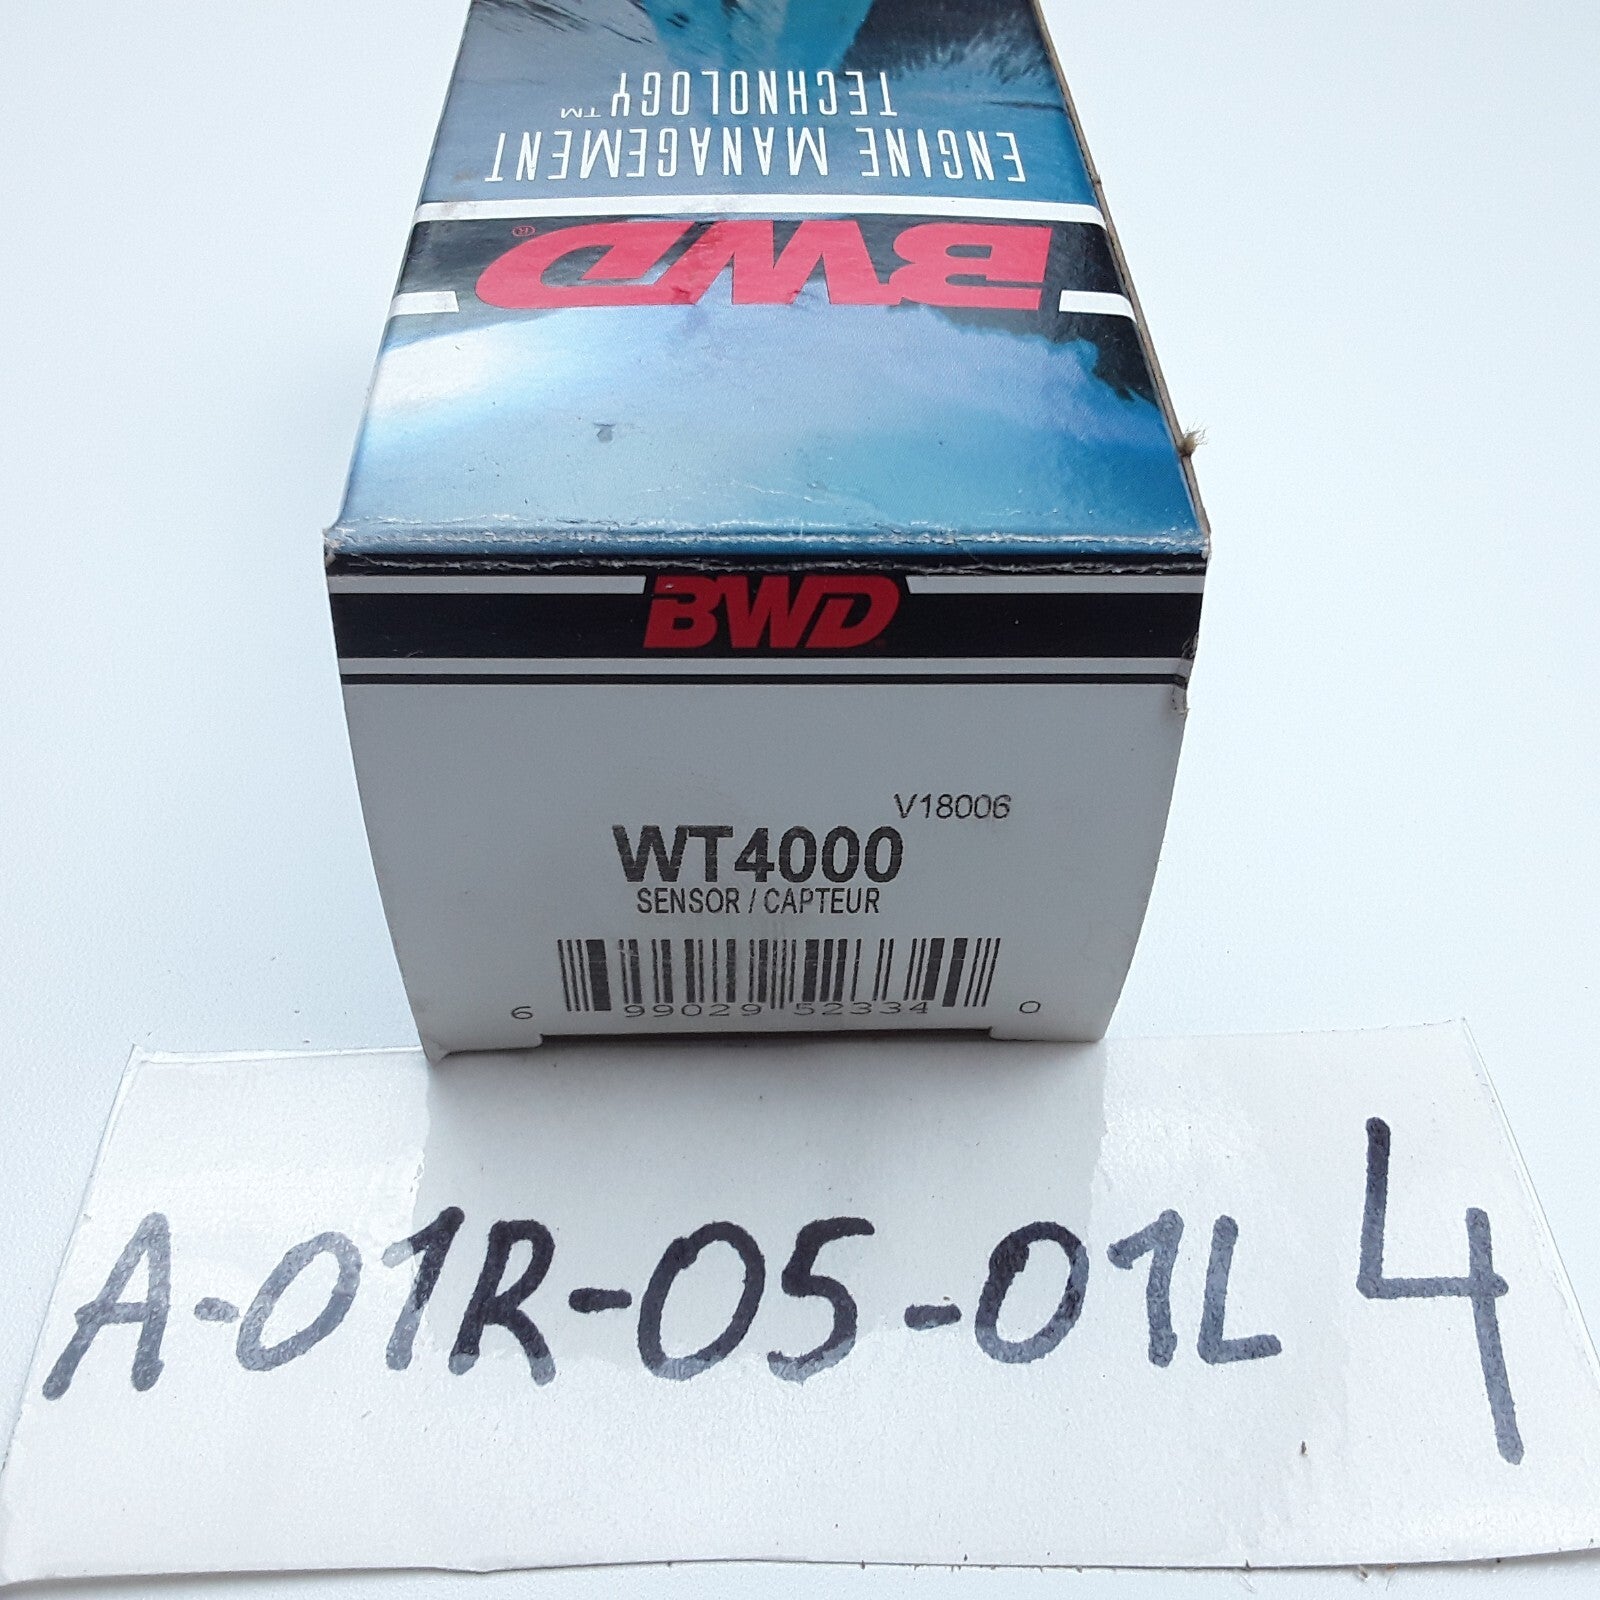 ENGINE MANAGEMENT
TECHNOLOGY™
BWD®
BWD
V18006
WT4000
SENSOR / CAPTEUR
6 99029 52334 0
A-01R-05-01L 4